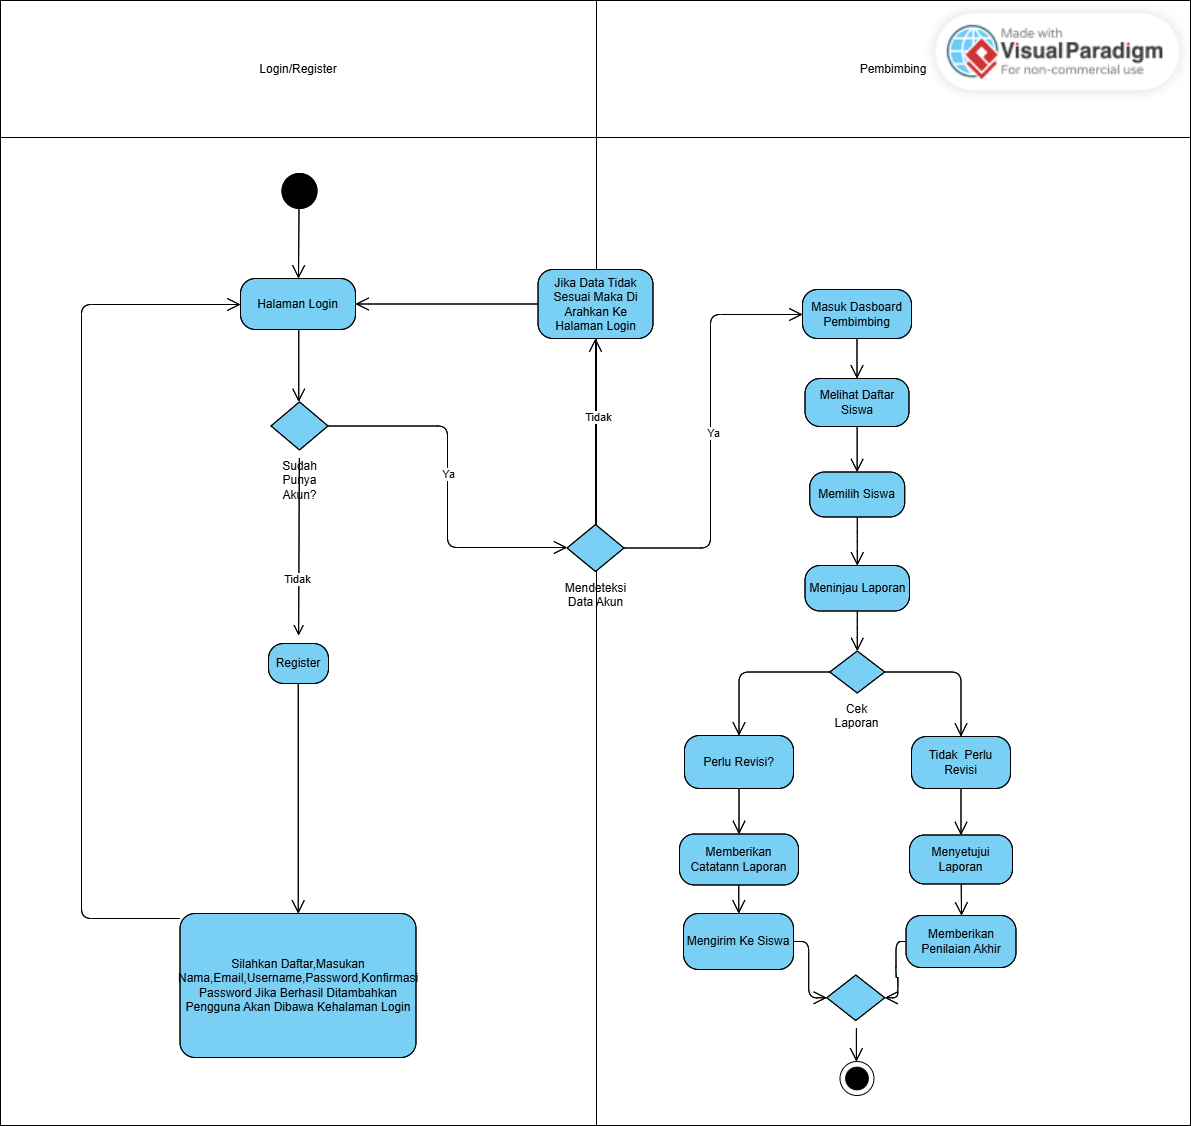 Login/Register
Pembimbing
Made with
VisualParadigm
For non-commercial use
Halaman Login
Jika Data Tidak
Sesuai Maka Di
Arahkan Ke
Halaman Login
Masuk Dasboard
Pembimbing
Melihat Daftar
Siswa
Tidak
Ya
Sudah
Punya
Akun?
Ya
Memilih Siswa
Mendeteksi
Data Akun
Tidak
Meninjau Laporan
Register
Cek
Laporan
Perlu Revisi?
Tidak  Perlu
Revisi
Memberikan
Catatann Laporan
Menyetujui
Laporan
Mengirim Ke Siswa
Memberikan
Penilaian Akhir
Silahkan Daftar,Masukan
Nama,Email,Username,Password,Konfirmasi
Password Jika Berhasil Ditambahkan
Pengguna Akan Dibawa Kehalaman Login